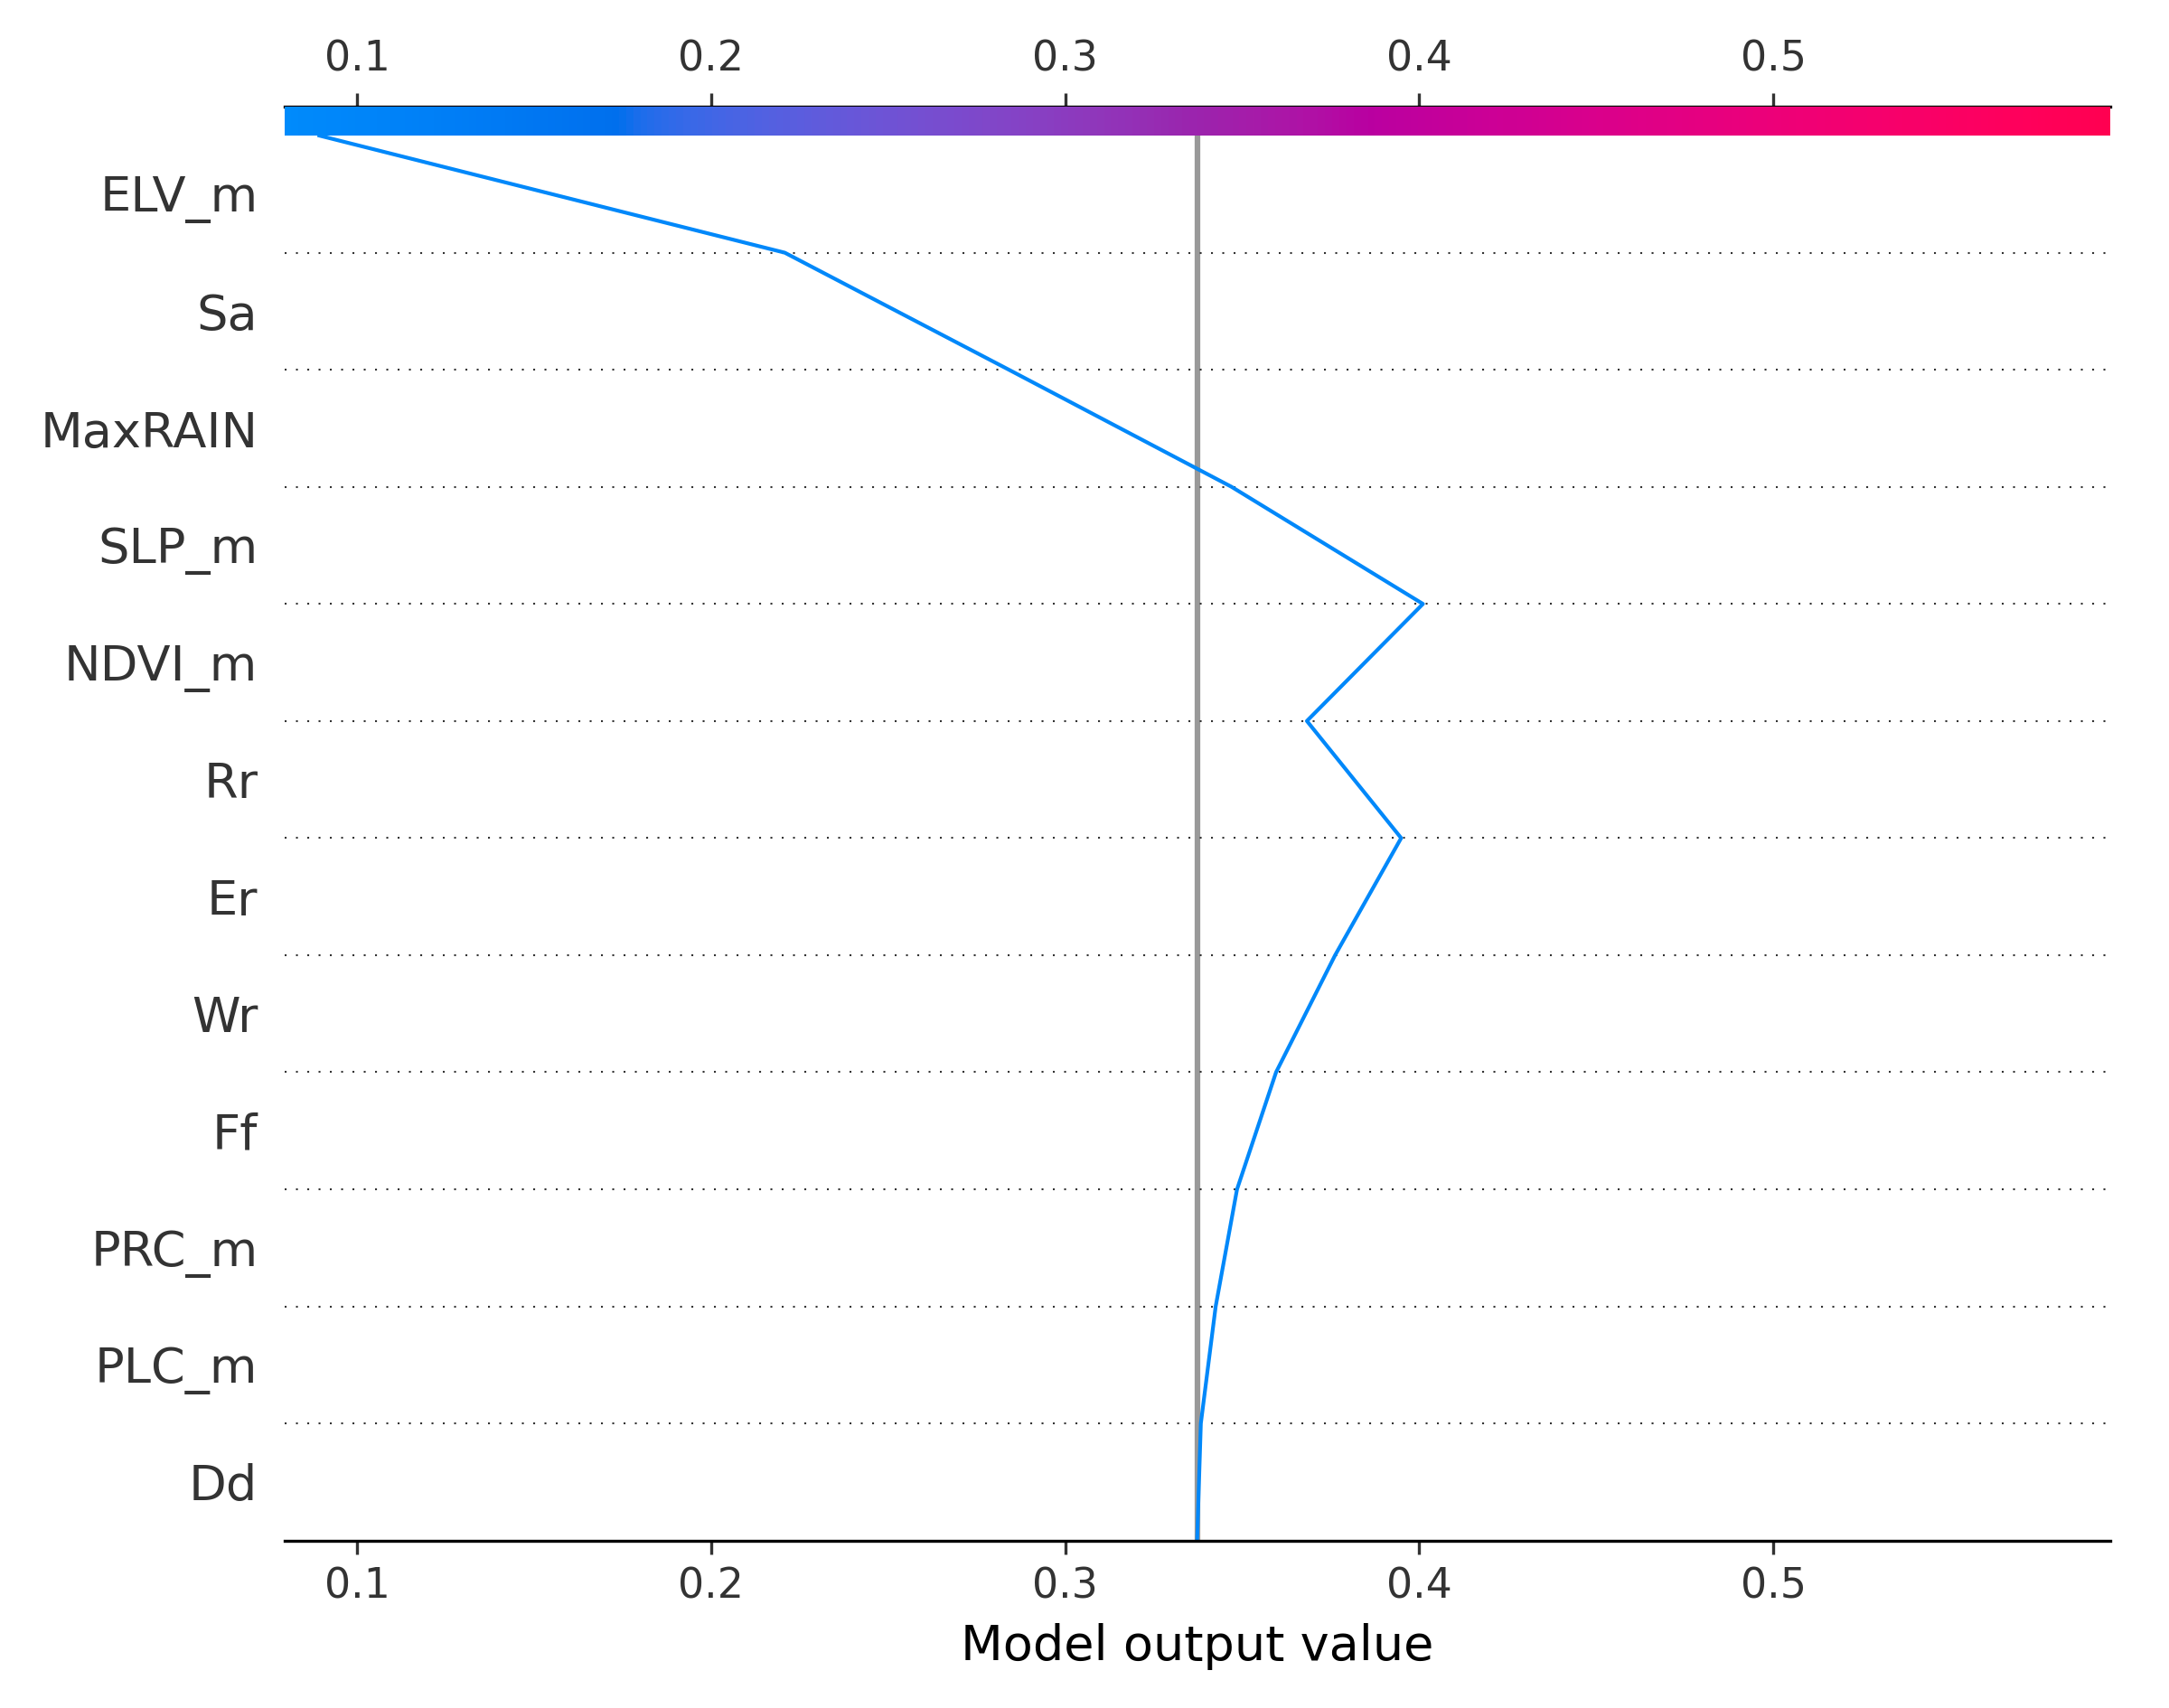 0.1 0.2 0.3 0.4 0.5
ELV_m
Sa
MaxRAIN
SLP_m
NDVI_m
Rr
Er
Wr
Ff
PRC_m
PLC_m
Dd
0.1 0.2 0.3 0.4 0.5
Model output value